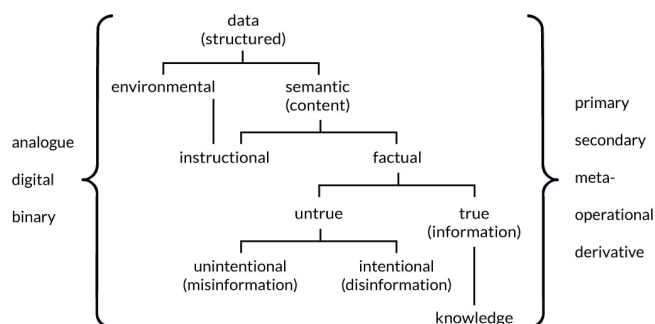 data
(structured)
environmental
semantic
(content)
primary
analogue
secondary
instructional
factual
digital
meta-
binary
untrue
true
(information)
operational
derivative
unintentional
(misinformation)
intentional
(disinformation)
knowledge